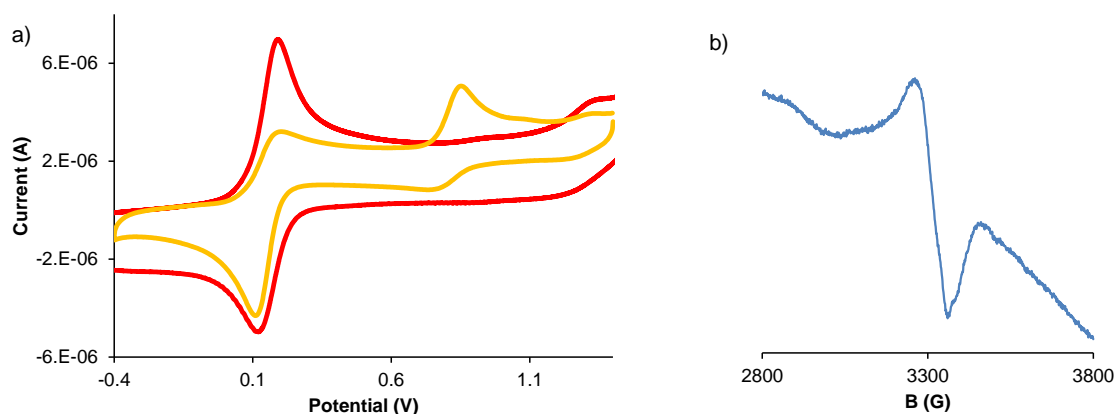 a)
6.E-06
2.E-06
-2.E-06
-6.E-06
Current (A)
-0.4 0.1 0.6 1.1
Potential (V)
b)
2800 3300 3800
B (G)